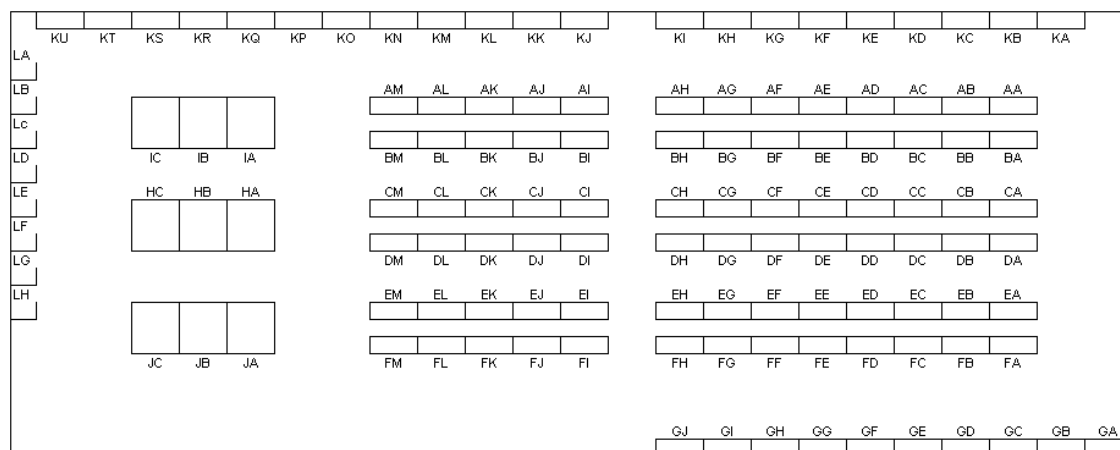 KU KT KS KR KQ KP KO KN KM KL KK KJ KI KH KG KF KE KD KC KB KA
LA
LB AM AL AK AJ AI AH AG AF AE AD AC AB AA
Lc
LD IC IB IA BM BL BK BJ BI BH BG BF BE BD BC BB BA
LE HC HB HA CM CL CK CJ CI CH CG CF CE CD CC CB CA
LF
LG DM DL DK DJ DI DH DG DF DE DD DC DB DA
LH EM EL EK EJ EI EH EG EF EE ED EC EB EA
JC JB JA FM FL FK FJ FI FH FG FF FE FD FC FB FA
GJ GI GH GG GF GE GD GC GB GA